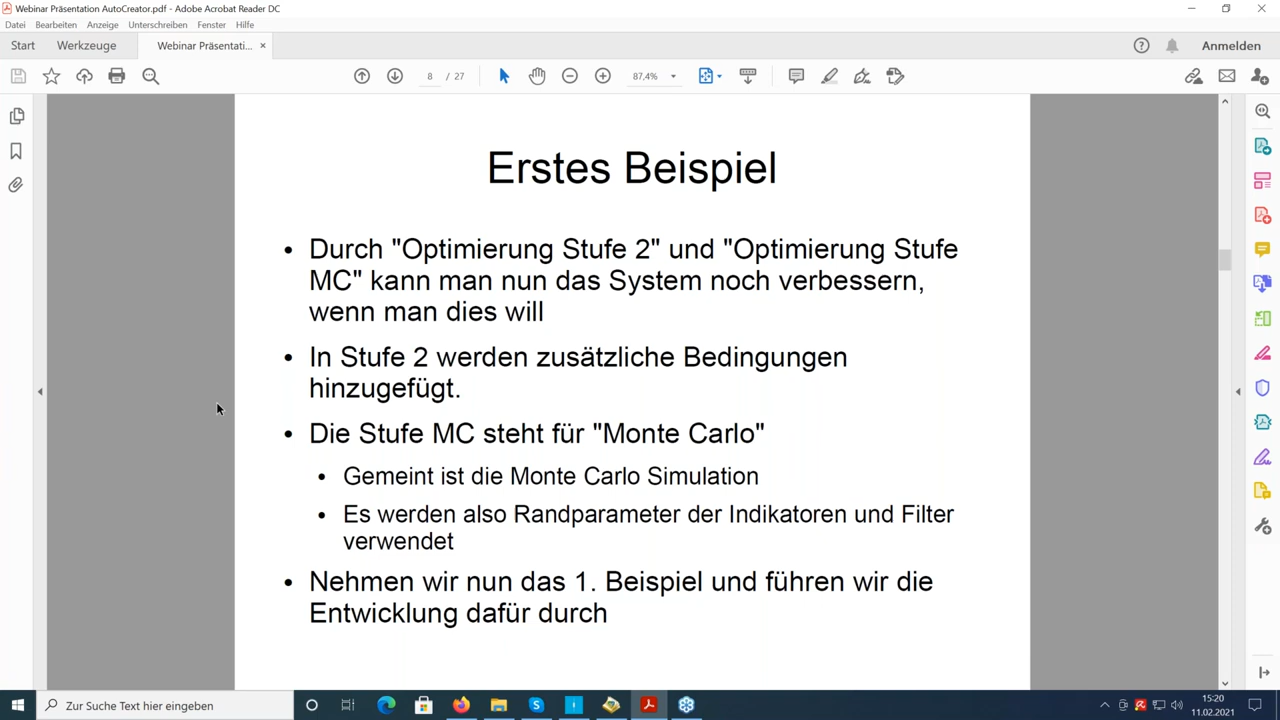 Webinar Präsentation AutoCreator.pdf - Adobe Acrobat Reader DC
Datei Bearbeiten Anzeige Unterschreiben Fenster Hilfe
Start Werkzeuge Webinar Präsentati... × Anmelden
8 / 27 87,4%
Erstes Beispiel
• Durch "Optimierung Stufe 2" und "Optimierung Stufe
MC" kann man nun das System noch verbessern,
wenn man dies will
• In Stufe 2 werden zusätzliche Bedingungen
hinzugefügt.
• Die Stufe MC steht für "Monte Carlo"
• Gemeint ist die Monte Carlo Simulation
• Es werden also Randparameter der Indikatoren und Filter
verwendet
• Nehmen wir nun das 1. Beispiel und führen wir die
Entwicklung dafür durch
Zur Suche Text hier eingeben
15:20
11.02.2021